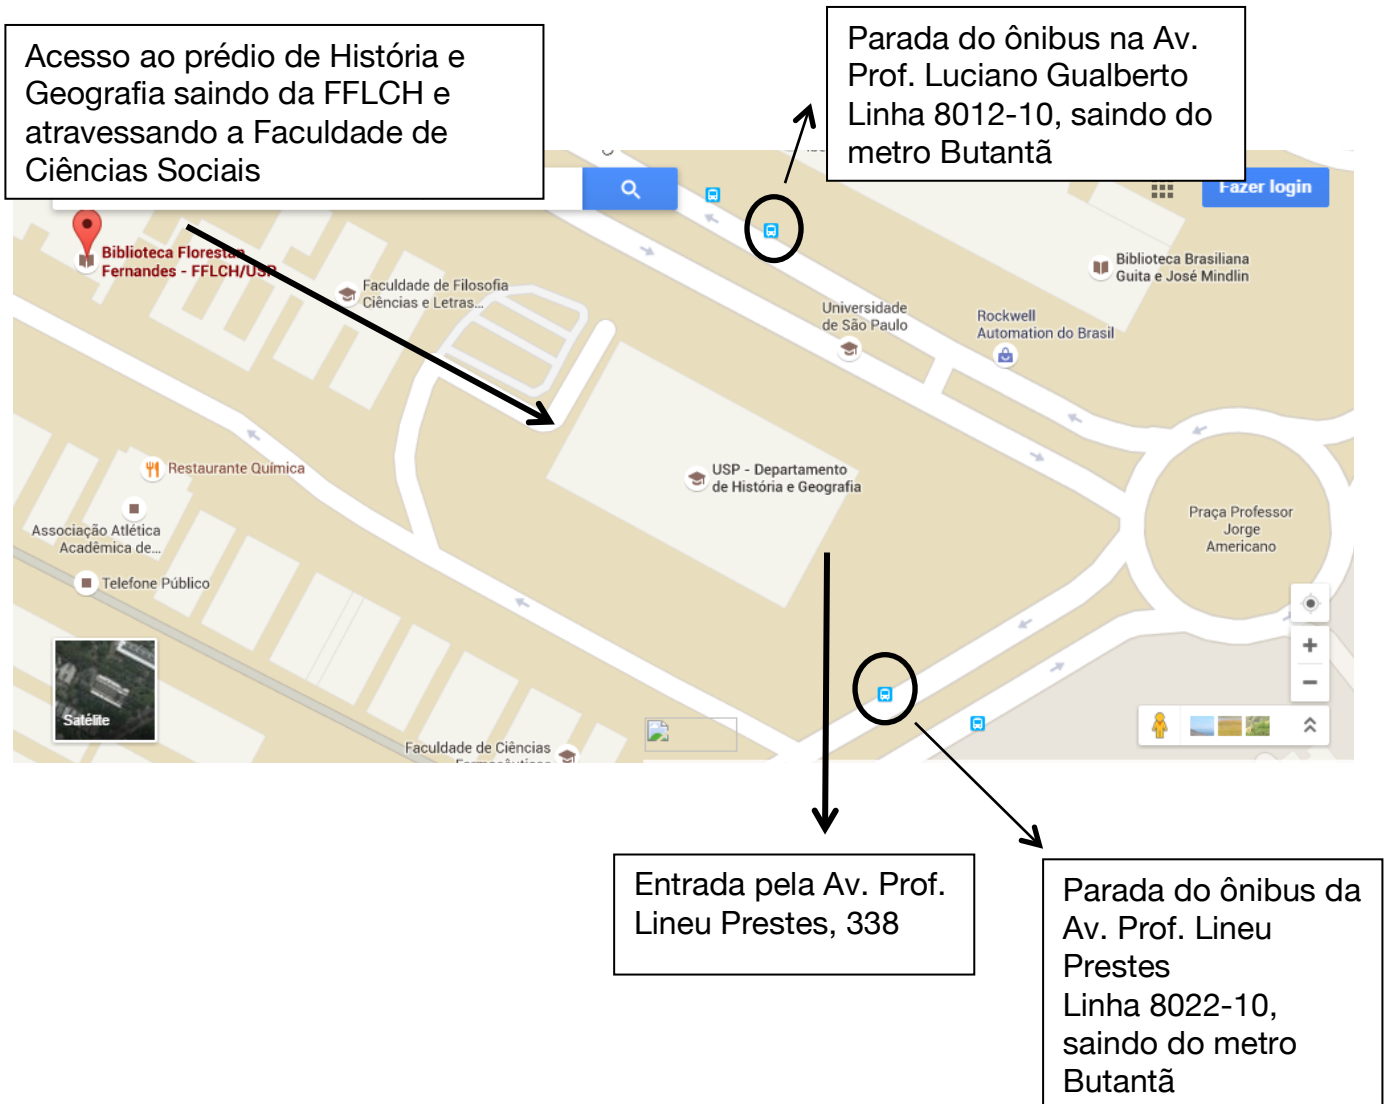 Acesso ao prédio de História e
Geografia saindo da FFLCH e
atravessando a Faculdade de
Ciências Sociais
Parada do ônibus na Av.
Prof. Luciano Gualberto
Linha 8012-10, saindo do
metro Butantã
Fazer login
Biblioteca Florestan
Fernandes - FFLCH/USP
Faculdade de Filosofia
Ciências e Letras...
Biblioteca Brasiliana
Guita e José Mindlin
Universidade
de São Paulo
Rockwell
Automation do Brasil
Restaurante Química
USP - Departamento
de História e Geografia
Praça Professor
Jorge
Americano
Associação Atlética
Acadêmica de...
Telefone Público
Satélite
Faculdade de Ciências
Entrada pela Av. Prof.
Lineu Prestes, 338
Parada do ônibus da
Av. Prof. Lineu
Prestes
Linha 8022-10,
saindo do metro
Butantã